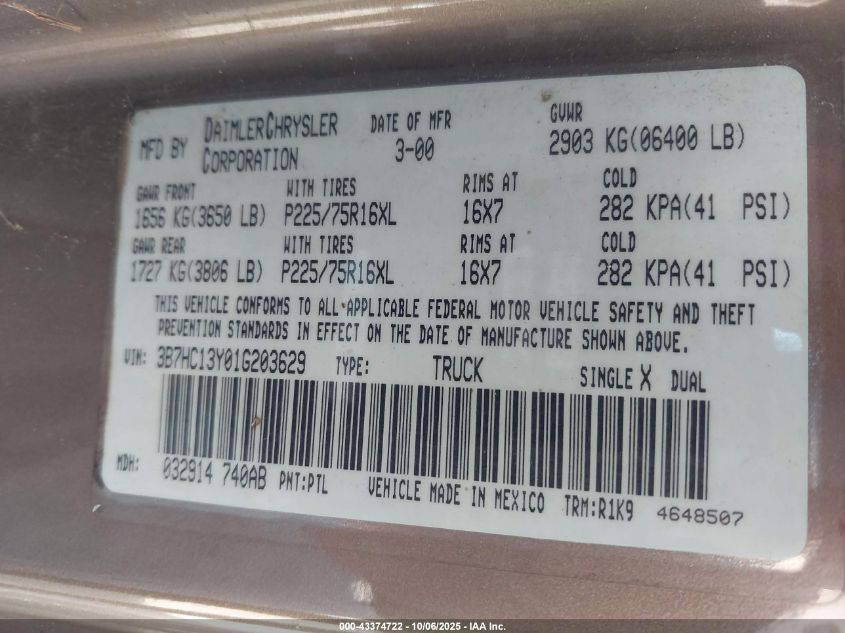 MFD BY DAIMLERCHRYSLER CORPORATION DATE OF MFR 3-00 GVWR 2903 KG(06400 LB)
GAWR FRONT WITH TIRES RIMS AT COLD
1656 KG(3650 LB) P225/75R16XL 16X7 282 KPA(41 PSI)
GAWR REAR WITH TIRES RIMS AT COLD
1727 KG(3806 LB) P225/75R16XL 16X7 282 KPA(41 PSI)
THIS VEHICLE CONFORMS TO ALL APPLICABLE FEDERAL MOTOR VEHICLE SAFETY AND THEFT
PREVENTION STANDARDS IN EFFECT ON THE DATE OF MANUFACTURE SHOWN ABOVE.
VIN: 3B7HC13Y01G203629 TYPE: TRUCK SINGLE X DUAL
MDH: 032914 740AB PNT:PTL VEHICLE MADE IN MEXICO TRM:R1K9 4648507
000-43374722 - 10/06/2025 - IAA Inc.